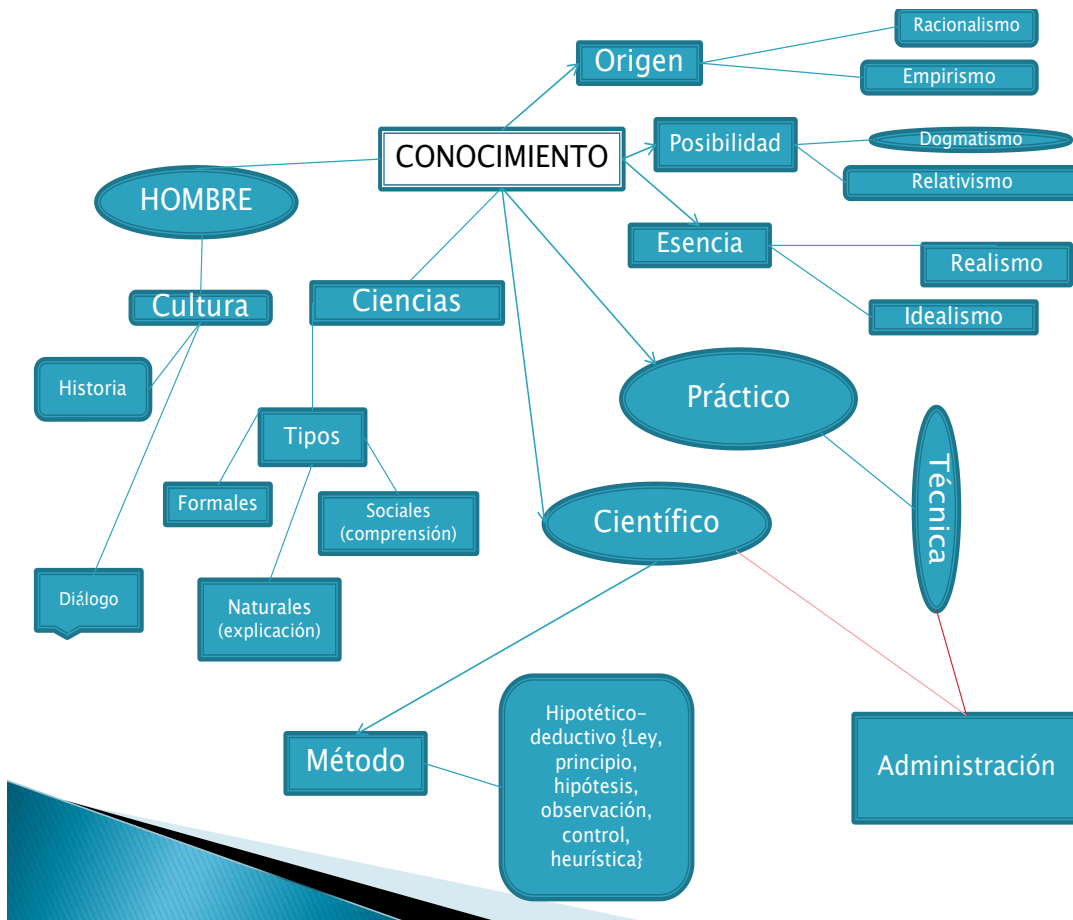 Racionalismo
Origen
Empirismo
CONOCIMIENTO
Posibilidad
Dogmatismo
Relativismo
HOMBRE
Esencia
Realismo
Idealismo
Cultura
Ciencias
Historia
Práctico
Tipos
Técnica
Formales
Sociales
(comprensión)
Científico
Diálogo
Naturales
(explicación)
Método
Hipotético-
deductivo {Ley,
principio,
hipótesis,
observación,
control,
heurística}
Administración